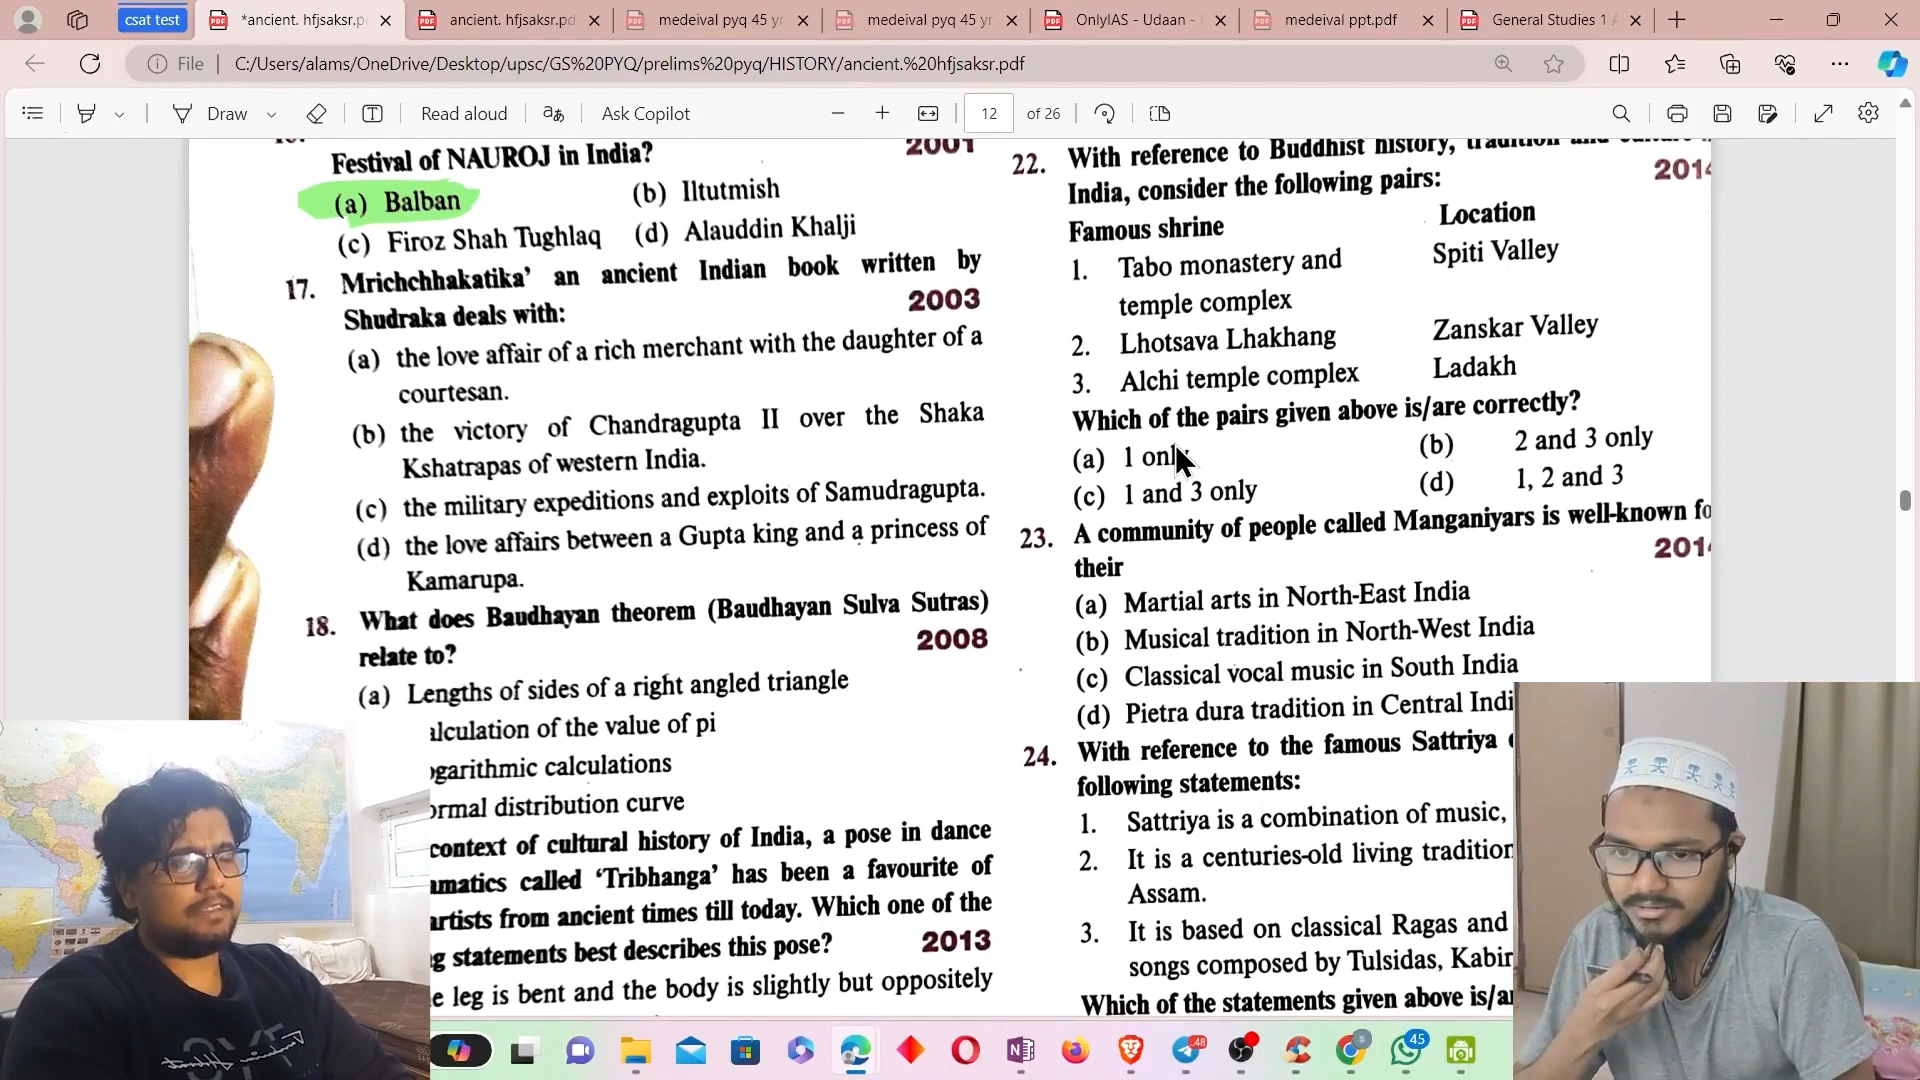 csat test
*ancient. hfjsaksr.p
ancient. hfjsaksr.pd
medeival pyq 45 yr
medeival pyq 45 yr
OnlyIAS - Udaan -
medeival ppt.pdf
General Studies 1
File
C:/Users/alams/OneDrive/Desktop/upsc/GS%20PYQ/prelims%20pyq/HISTORY/ancient.%20hfjsaksr.pdf
Draw
Read aloud
Ask Copilot
12
of 26
Festival of NAUROJ in India?
2001
(a) Balban
(b) Iltutmish
(c) Firoz Shah Tughlaq
(d) Alauddin Khalji
17. Mrichchhakatika' an ancient Indian book written by
Shudraka deals with:
2003
(a) the love affair of a rich merchant with the daughter of a
courtesan.
(b) the victory of Chandragupta II over the Shaka
Kshatrapas of western India.
(c) the military expeditions and exploits of Samudragupta.
(d) the love affairs between a Gupta king and a princess of
Kamarupa.
18. What does Baudhayan theorem (Baudhayan Sulva Sutras)
relate to?
2008
(a) Lengths of sides of a right angled triangle
alculation of the value of pi
ogarithmic calculations
ormal distribution curve
context of cultural history of India, a pose in dance
amatics called 'Tribhanga' has been a favourite of
artists from ancient times till today. Which one of the
g statements best describes this pose?
2013
e leg is bent and the body is slightly but oppositely
22. With reference to Buddhist history, tradition and culture
India, consider the following pairs:
2014
Famous shrine
Location
1. Tabo monastery and
temple complex
Spiti Valley
2. Lhotsava Lhakhang
Zanskar Valley
3. Alchi temple complex
Ladakh
Which of the pairs given above is/are correctly?
(a) 1 only
(b) 2 and 3 only
(c) 1 and 3 only
(d) 1, 2 and 3
23. A community of people called Manganiyars is well-known fo
their
201
(a) Martial arts in North-East India
(b) Musical tradition in North-West India
(c) Classical vocal music in South India
(d) Pietra dura tradition in Central Indi
24. With reference to the famous Sattriya
following statements:
1. Sattriya is a combination of music,
2. It is a centuries-old living tradition
Assam.
3. It is based on classical Ragas and
songs composed by Tulsidas, Kabir
Which of the statements given above is/a
48
45